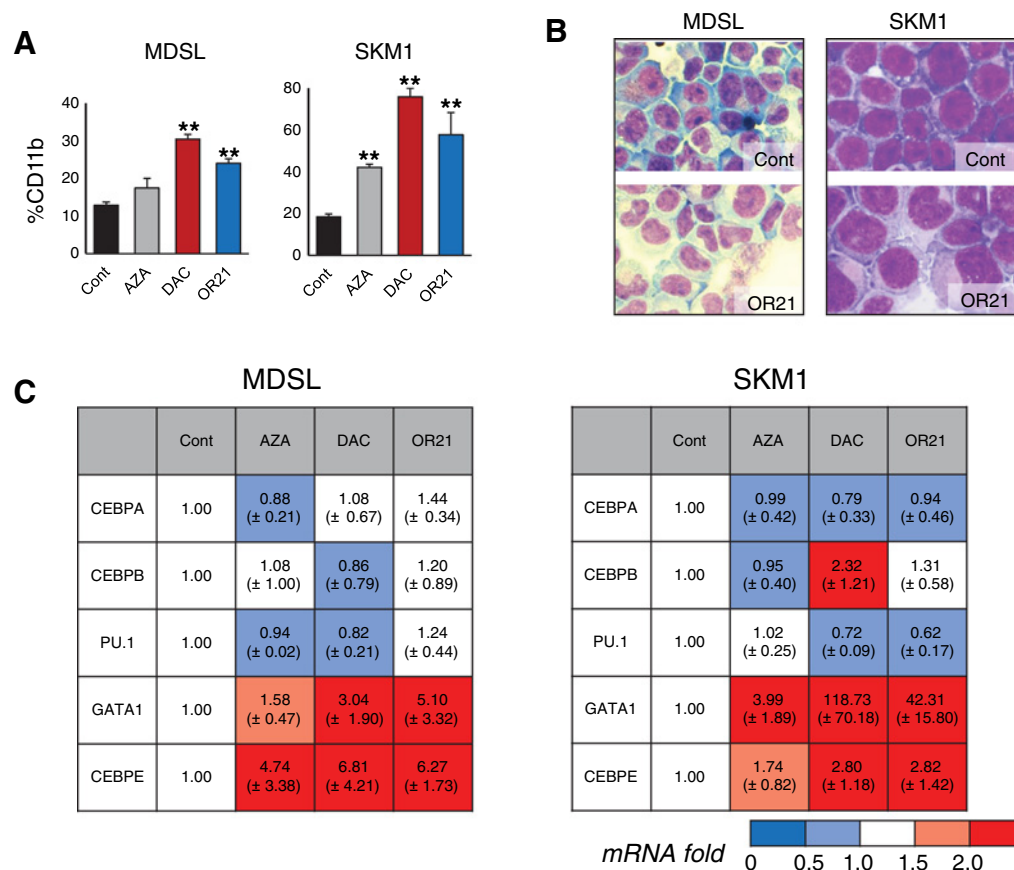 A
MDSL
SKM1
%CD11b
40
30
20
10
0
**
**
Cont
AZA
DAC
OR21
80
60
40
20
0
**
**
**
Cont
AZA
DAC
OR21
B
MDSL
SKM1
Cont
Cont
OR21
OR21
C
MDSL
Cont AZA DAC OR21
CEBPA 1.00 0.88 1.08 1.44
(± 0.21) (± 0.67) (± 0.34)
CEBPB 1.00 1.08 0.86 1.20
(± 1.00) (± 0.79) (± 0.89)
PU.1 1.00 0.94 0.82 1.24
(± 0.02) (± 0.21) (± 0.44)
GATA1 1.00 1.58 3.04 5.10
(± 0.47) (± 1.90) (± 3.32)
CEBPE 1.00 4.74 6.81 6.27
(± 3.38) (± 4.21) (± 1.73)
SKM1
Cont AZA DAC OR21
CEBPA 1.00 0.99 0.79 0.94
(± 0.42) (± 0.33) (± 0.46)
CEBPB 1.00 0.95 2.32 1.31
(± 0.40) (± 1.21) (± 0.58)
PU.1 1.00 1.02 0.72 0.62
(± 0.25) (± 0.09) (± 0.17)
GATA1 1.00 3.99 118.73 42.31
(± 1.89) (± 70.18) (± 15.80)
CEBPE 1.00 1.74 2.80 2.82
(± 0.82) (± 1.18) (± 1.42)
mRNA fold
0 0.5 1.0 1.5 2.0